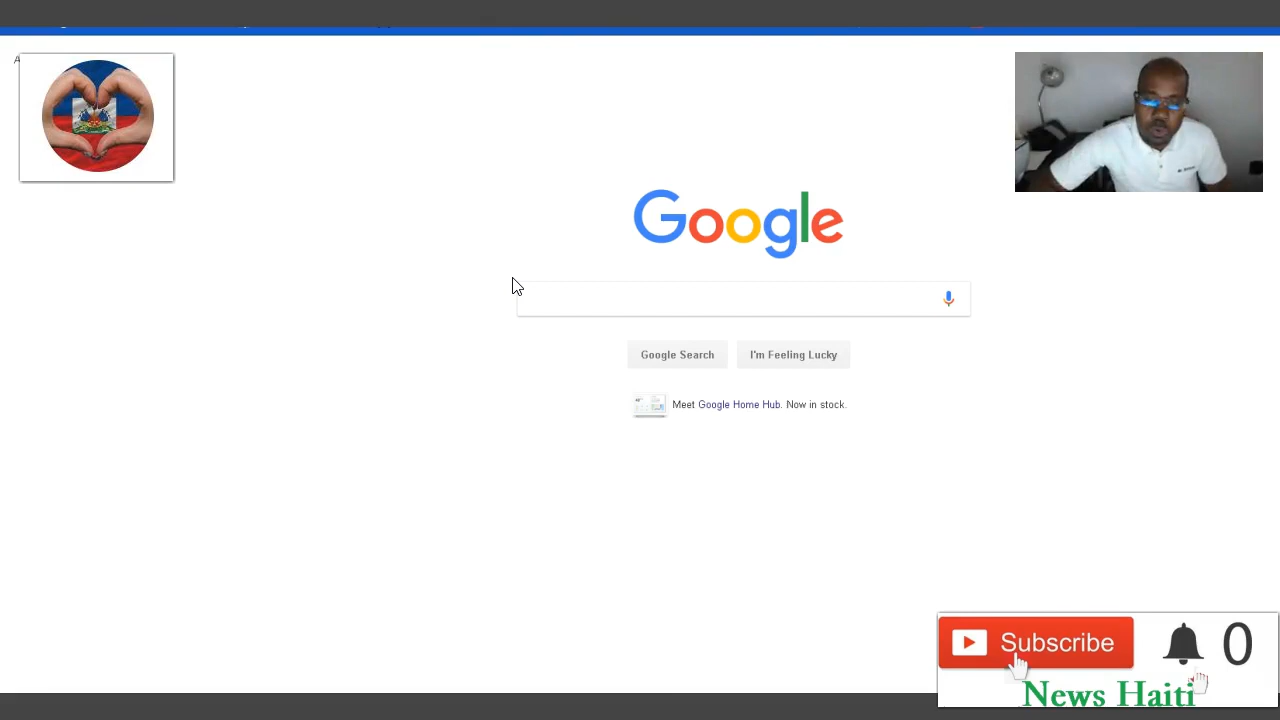 Google
Google Search
I'm Feeling Lucky
Meet Google Home Hub. Now in stock.
Subscribe
0
News Haiti